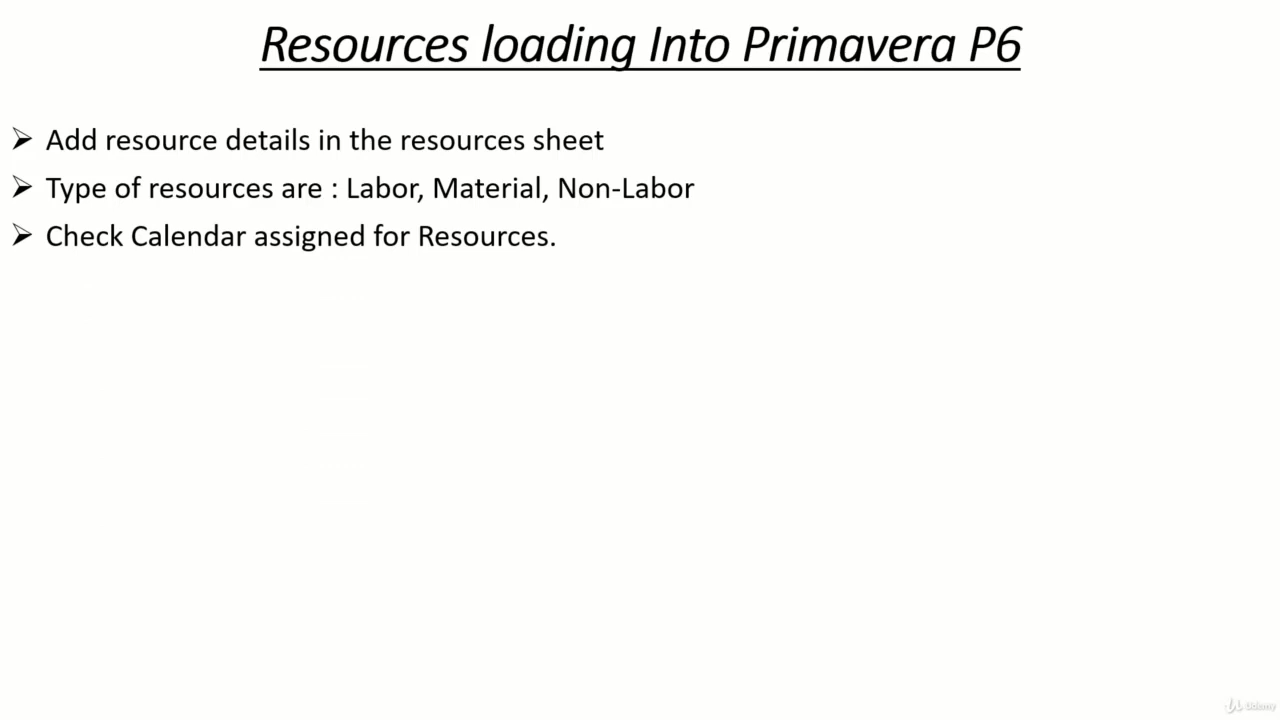 Resources loading Into Primavera P6
➢ Add resource details in the resources sheet
➢ Type of resources are : Labor, Material, Non-Labor
➢ Check Calendar assigned for Resources.
Udemy